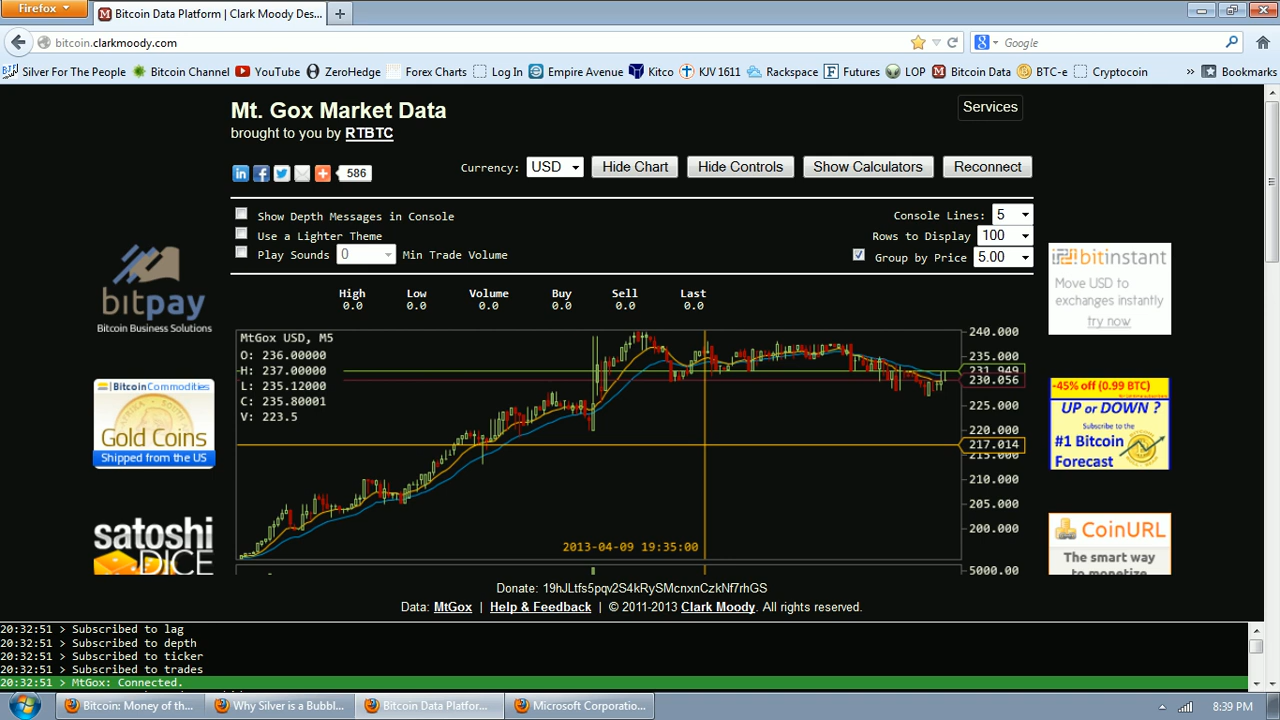 Firefox
Bitcoin Data Platform | Clark Moody Des...
bitcoin.clarkmoody.com
Google
Silver For The People
Bitcoin Channel
YouTube
ZeroHedge
Forex Charts
Log In
Empire Avenue
Kitco
KJV 1611
Rackspace
Futures
LOP
Bitcoin Data
BTC-e
Cryptocoin
»
Bookmarks
Mt. Gox Market Data
Services
brought to you by RTBTC
586
Currency: USD
Hide Chart
Hide Controls
Show Calculators
Reconnect
Show Depth Messages in Console
Console Lines: 5
Use a Lighter Theme
Rows to Display 100
Play Sounds 0 Min Trade Volume
Group by Price 5.00
High Low Volume Buy Sell Last
0.0 0.0 0.0 0.0 0.0 0.0
MtGox USD, M5
O: 236.00000
H: 237.00000
L: 235.12000
C: 235.80001
V: 223.5
240.000
235.000
231.949
230.056
225.000
220.000
217.014
215.000
210.000
205.000
200.000
2013-04-09 19:35:00
5000.00
bitpay
Bitcoin Business Solutions
BitcoinCommodities
Gold Coins
Shipped from the US
satoshi
DICE
bitinstant
Move USD to
exchanges instantly
try now
-45% off (0.99 BTC)
UP or DOWN ?
Subscribe to the
#1 Bitcoin
Forecast
CoinURL
The smart way
to monetize
Donate: 19hJLtfs5pqv2S4kRySMcnxnCzkNf7rhGS
Data: MtGox | Help & Feedback | © 2011-2013 Clark Moody. All rights reserved.
20:32:51 > Subscribed to lag
20:32:51 > Subscribed to depth
20:32:51 > Subscribed to ticker
20:32:51 > Subscribed to trades
20:32:51 > MtGox: Connected.
Bitcoin: Money of th...
Why Silver is a Bubbl...
Bitcoin Data Platfor...
Microsoft Corporatio...
8:39 PM